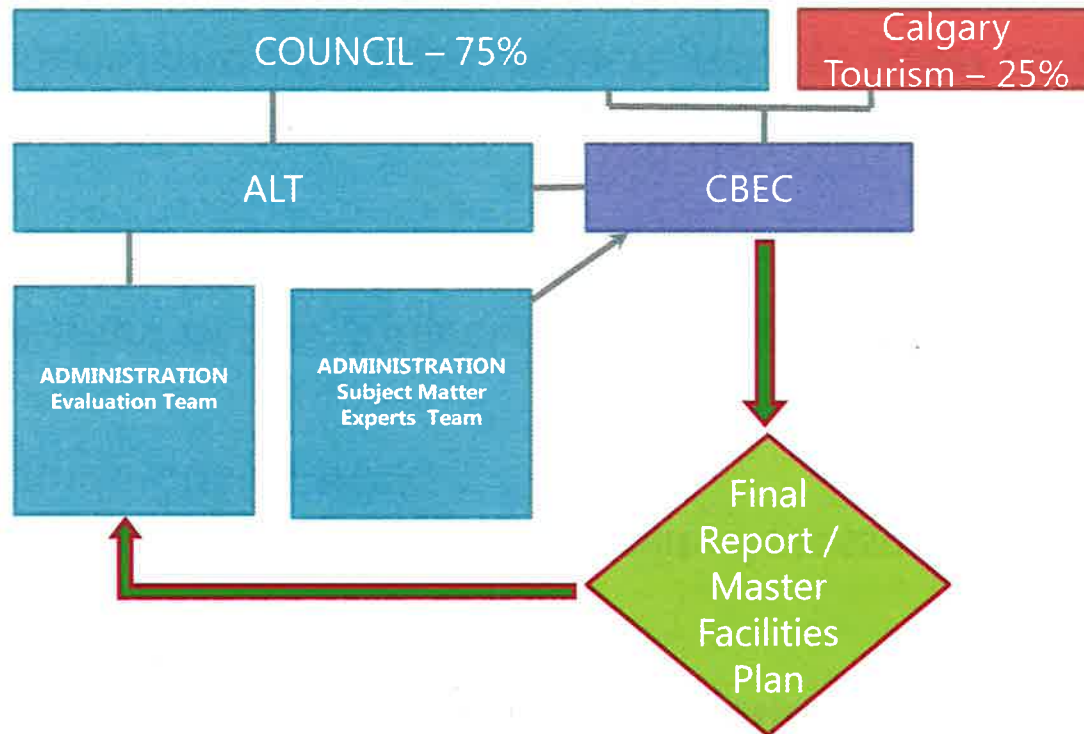 COUNCIL – 75%
Calgary
Tourism – 25%
ALT
CBEC
ADMINISTRATION
Evaluation Team
ADMINISTRATION
Subject Matter
Experts Team
Final
Report /
Master
Facilities
Plan